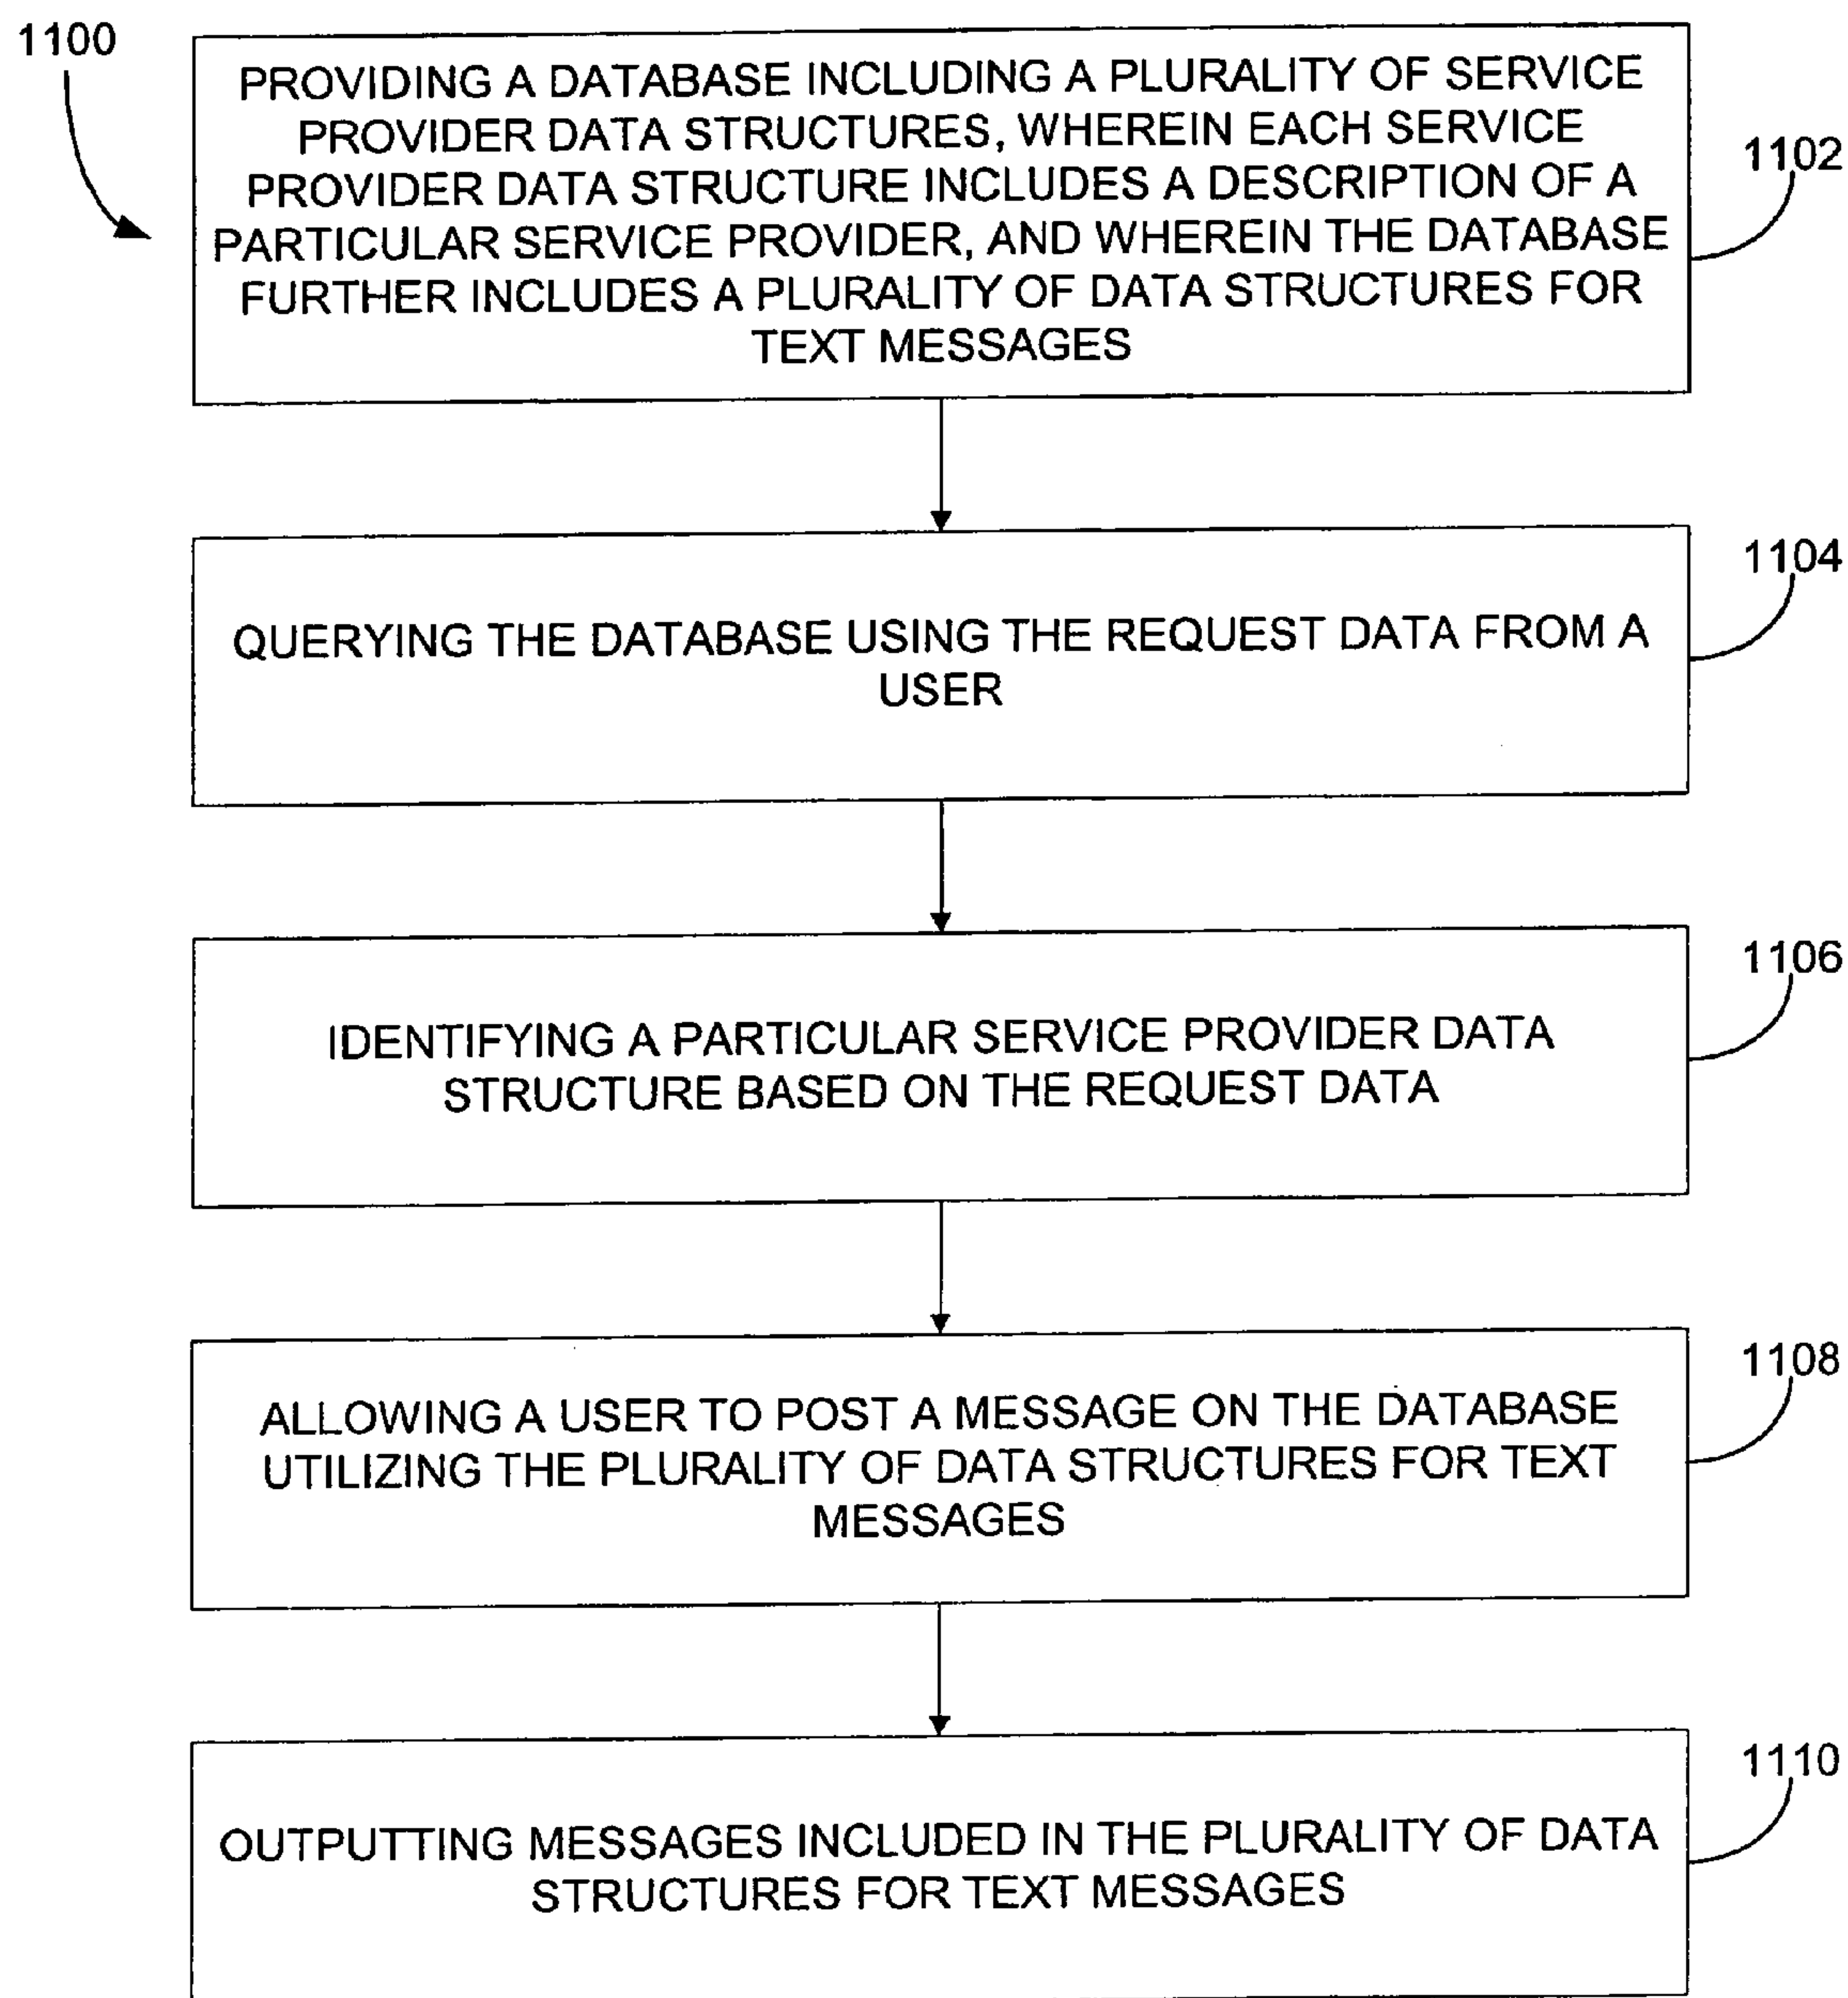 1100
PROVIDING A DATABASE INCLUDING A PLURALITY OF SERVICE
PROVIDER DATA STRUCTURES, WHEREIN EACH SERVICE
PROVIDER DATA STRUCTURE INCLUDES A DESCRIPTION OF A
PARTICULAR SERVICE PROVIDER, AND WHEREIN THE DATABASE
FURTHER INCLUDES A PLURALITY OF DATA STRUCTURES FOR
TEXT MESSAGES
1102
QUERYING THE DATABASE USING THE REQUEST DATA FROM A
USER
1104
IDENTIFYING A PARTICULAR SERVICE PROVIDER DATA
STRUCTURE BASED ON THE REQUEST DATA
1106
ALLOWING A USER TO POST A MESSAGE ON THE DATABASE
UTILIZING THE PLURALITY OF DATA STRUCTURES FOR TEXT
MESSAGES
1108
OUTPUTTING MESSAGES INCLUDED IN THE PLURALITY OF DATA
STRUCTURES FOR TEXT MESSAGES
1110